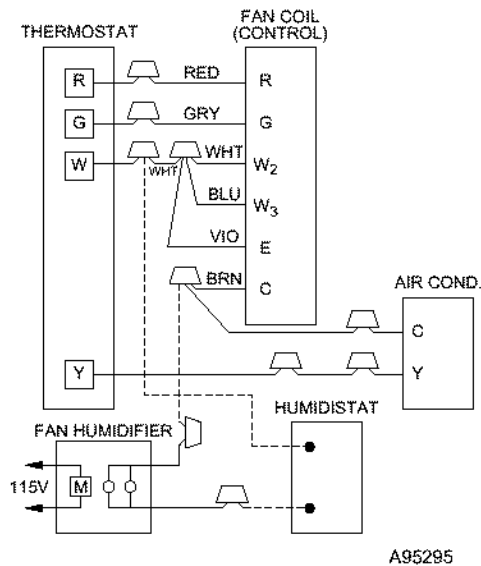 THERMOSTAT
FAN COIL
(CONTROL)
R RED R
G GRY G
W WHT WHT W2
BLU W3
VIO E
BRN C
AIR COND.
C
Y Y
HUMIDISTAT
FAN HUMIDIFIER
115V M
A95295